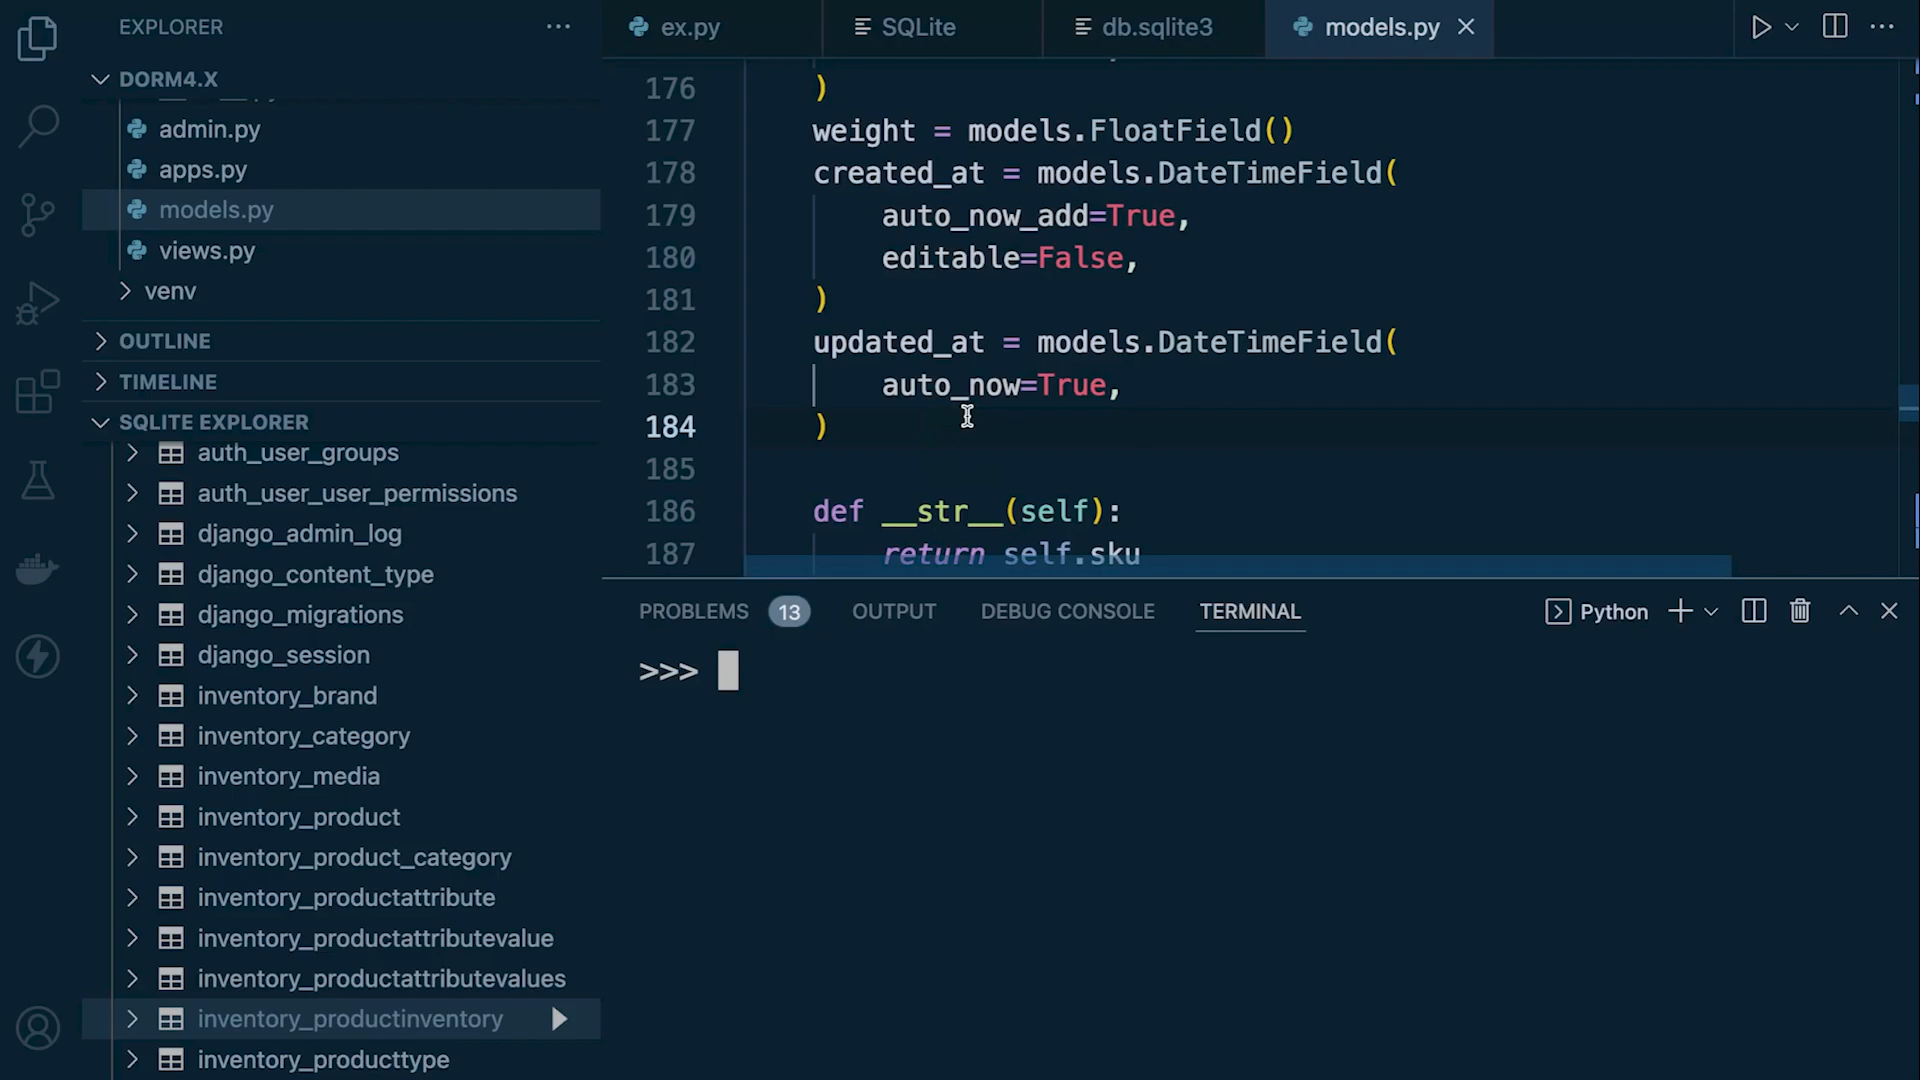 EXPLORER
DORM4.X
admin.py
apps.py
models.py
views.py
venv
OUTLINE
TIMELINE
SQLITE EXPLORER
auth_user_groups
auth_user_user_permissions
django_admin_log
django_content_type
django_migrations
django_session
inventory_brand
inventory_category
inventory_media
inventory_product
inventory_product_category
inventory_productattribute
inventory_productattributevalue
inventory_productattributevalues
inventory_productinventory
inventory_producttype
ex.py SQLite db.sqlite3 models.py
176 )
177 weight = models.FloatField()
178 created_at = models.DateTimeField(
179 auto_now_add=True,
180 editable=False,
181 )
182 updated_at = models.DateTimeField(
183 auto_now=True,
184 )
185
186 def __str__(self):
187 return self.sku
PROBLEMS 13 OUTPUT DEBUG CONSOLE TERMINAL Python
>>>